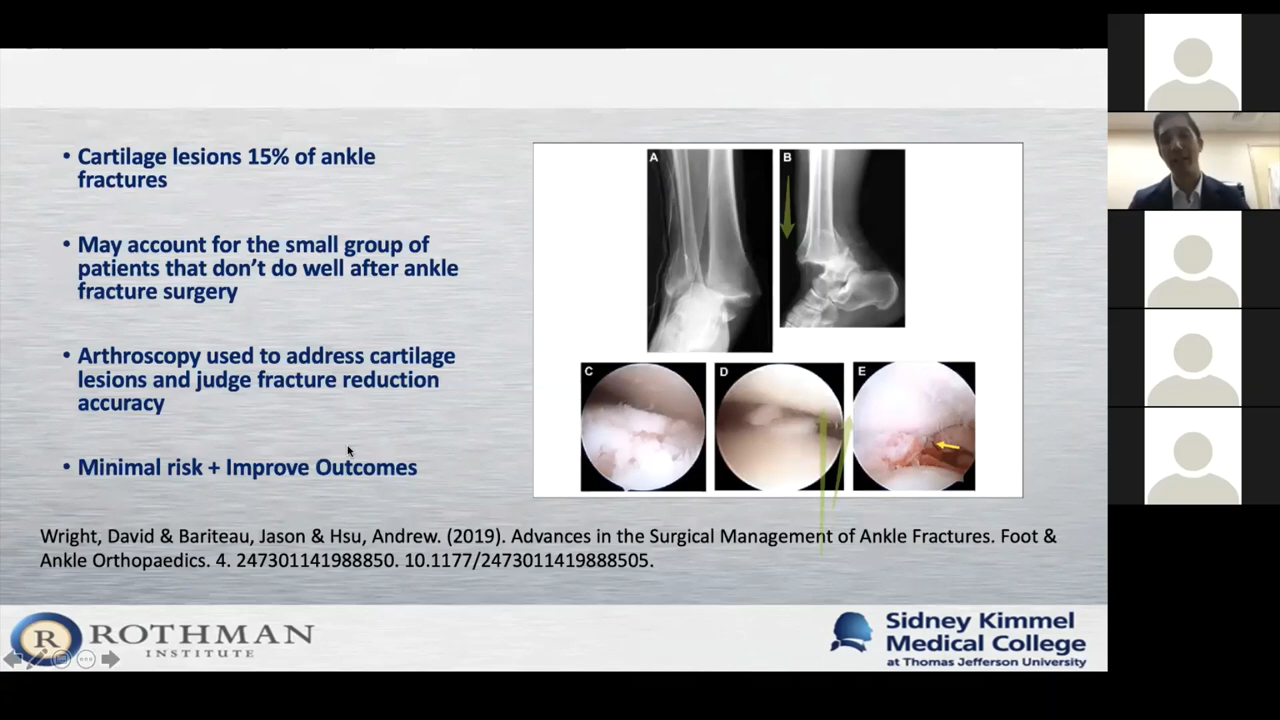 • Cartilage lesions 15% of ankle
fractures
• May account for the small group of
patients that don’t do well after ankle
fracture surgery
• Arthroscopy used to address cartilage
lesions and judge fracture reduction
accuracy
• Minimal risk + Improve Outcomes
A
B
C
D
E
Wright, David & Bariteau, Jason & Hsu, Andrew. (2019). Advances in the Surgical Management of Ankle Fractures. Foot &
Ankle Orthopaedics. 4. 247301141988850. 10.1177/2473011419888505.
R ROTHMAN
INSTITUTE
Sidney Kimmel
Medical College
at Thomas Jefferson University